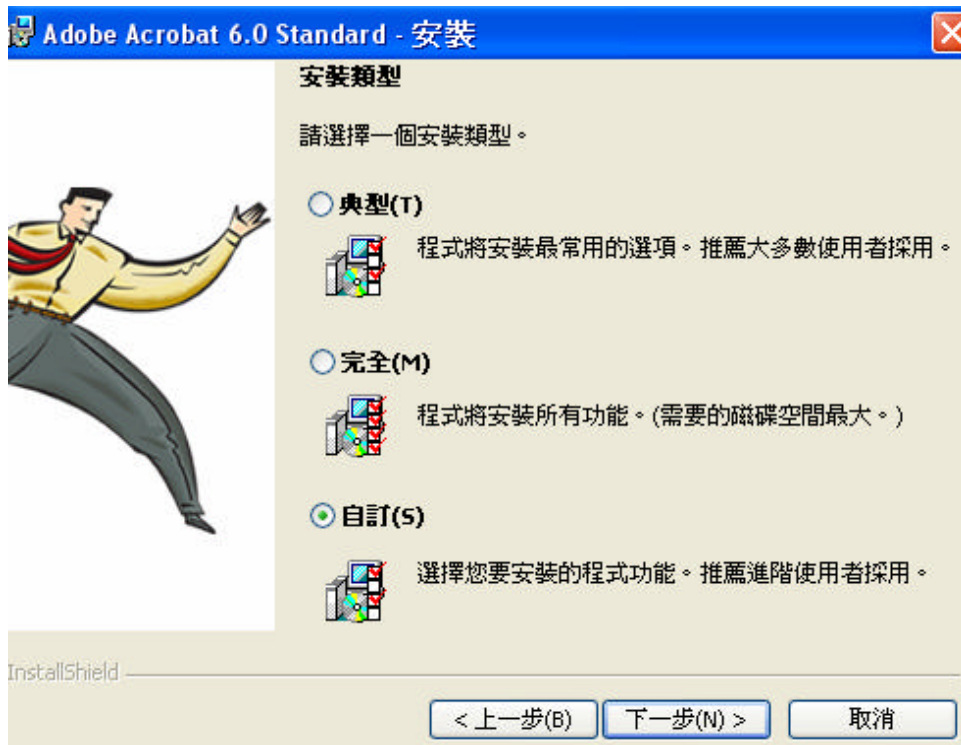 Adobe Acrobat 6.0 Standard - 安裝
安裝類型
請選擇一個安裝類型。
典型(T)
程式將安裝最常用的選項。推薦大多數使用者採用。
完全(M)
程式將安裝所有功能。(需要的磁碟空間最大。)
自訂(S)
選擇您要安裝的程式功能。推薦進階使用者採用。
InstallShield
< 上一步(B) 下一步(N) > 取消